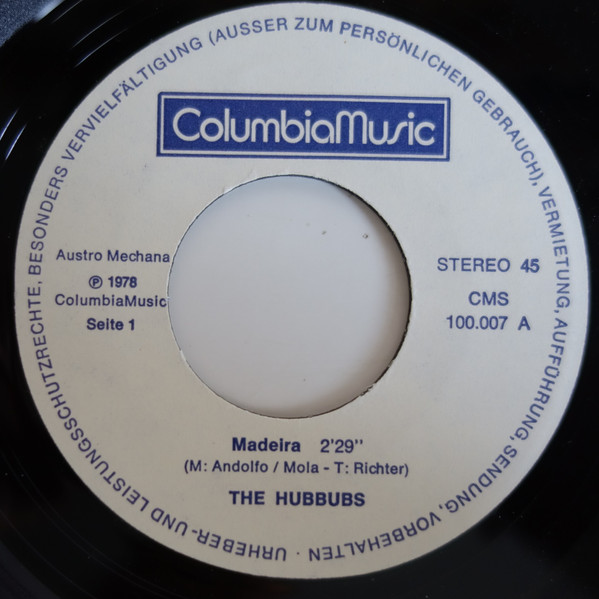 URHEBER- UND LEISTUNGSSCHUTZRECHTE, BESONDERS VERVIELFÄLTIGUNG (AUSSER ZUM PERSÖNLICHEN GEBRAUCH), VERMIETUNG, AUFFÜHRUNG, SENDUNG, VORBEHALTEN ·
ColumbiaMusic
Austro Mechana
℗ 1978
ColumbiaMusic
Seite 1
STEREO 45
CMS
100.007 A
Madeira 2'29''
(M: Andolfo / Mola - T: Richter)
THE HUBBUBS